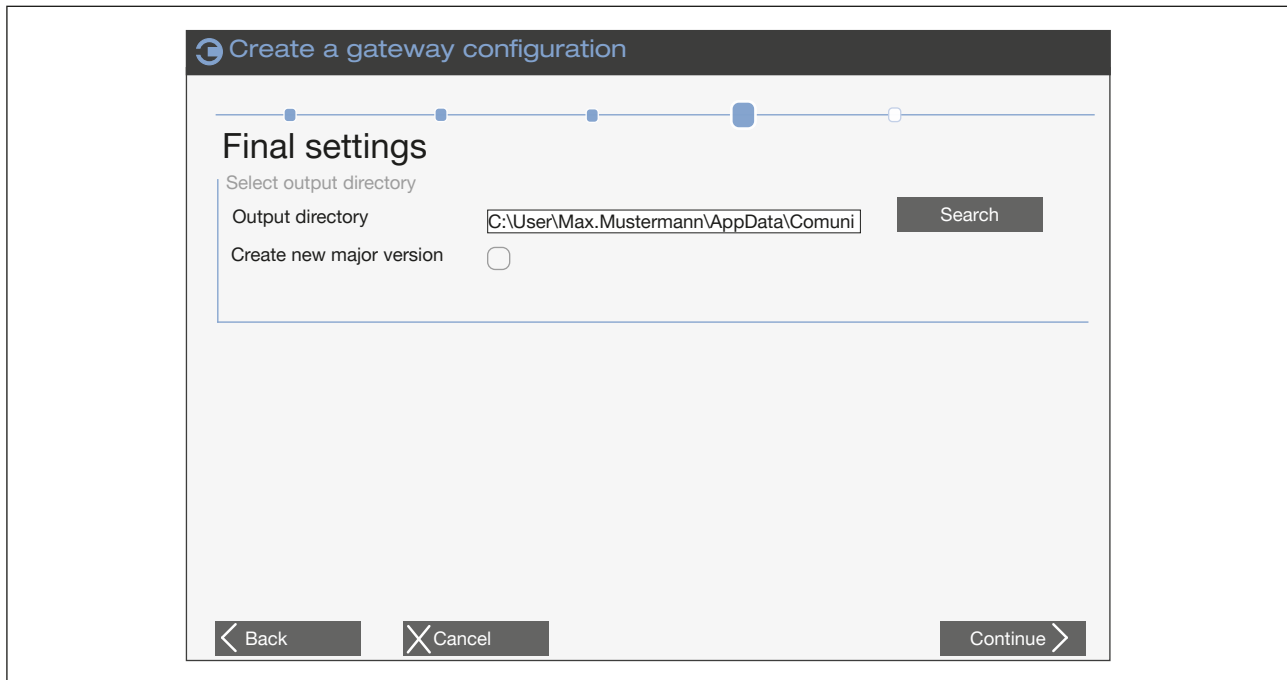 Create a gateway configuration
Final settings
Select output directory
Output directory
C:\User\Max.Mustermann\AppData\Comuni
Search
Create new major version
Back
Cancel
Continue